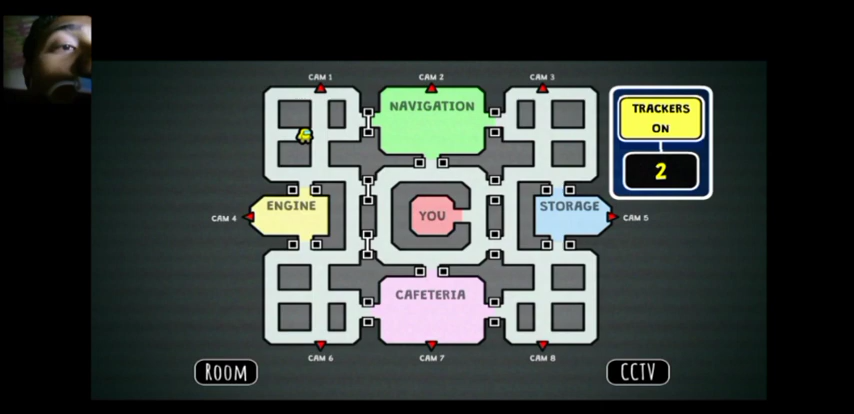 CAM 1
CAM 2
CAM 3
NAVIGATION
TRACKERS
ON
2
ENGINE
YOU
STORAGE
CAM 4
CAM 5
CAFETERIA
CAM 6
CAM 7
CAM 8
ROOM
CCTV